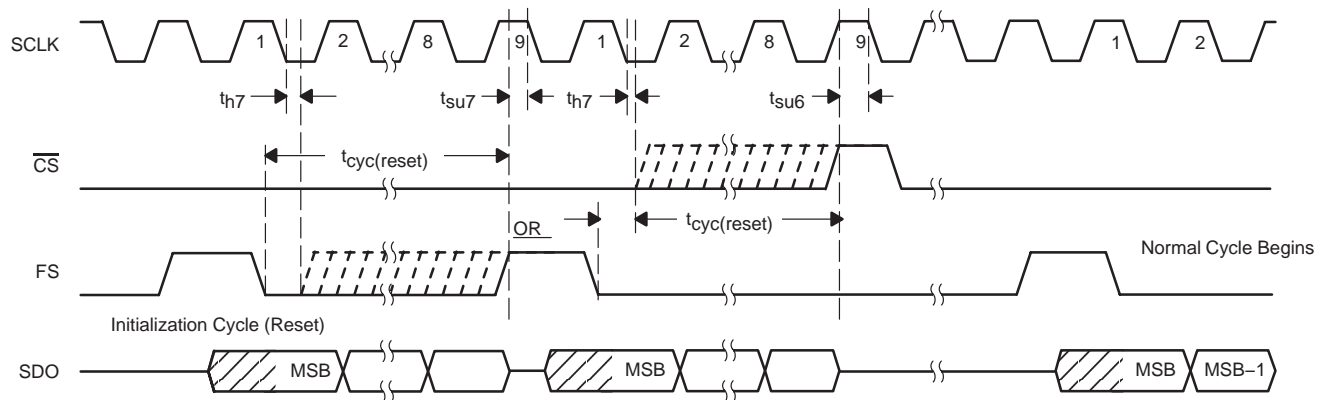 SCLK 1 2 8 9 1 2 8 9 1 2
th7 tsu7 th7 tsu6
CS
tcyc(reset)
tcyc(reset)
OR
Normal Cycle Begins
FS
Initialization Cycle (Reset)
SDO MSB MSB MSB MSB–1